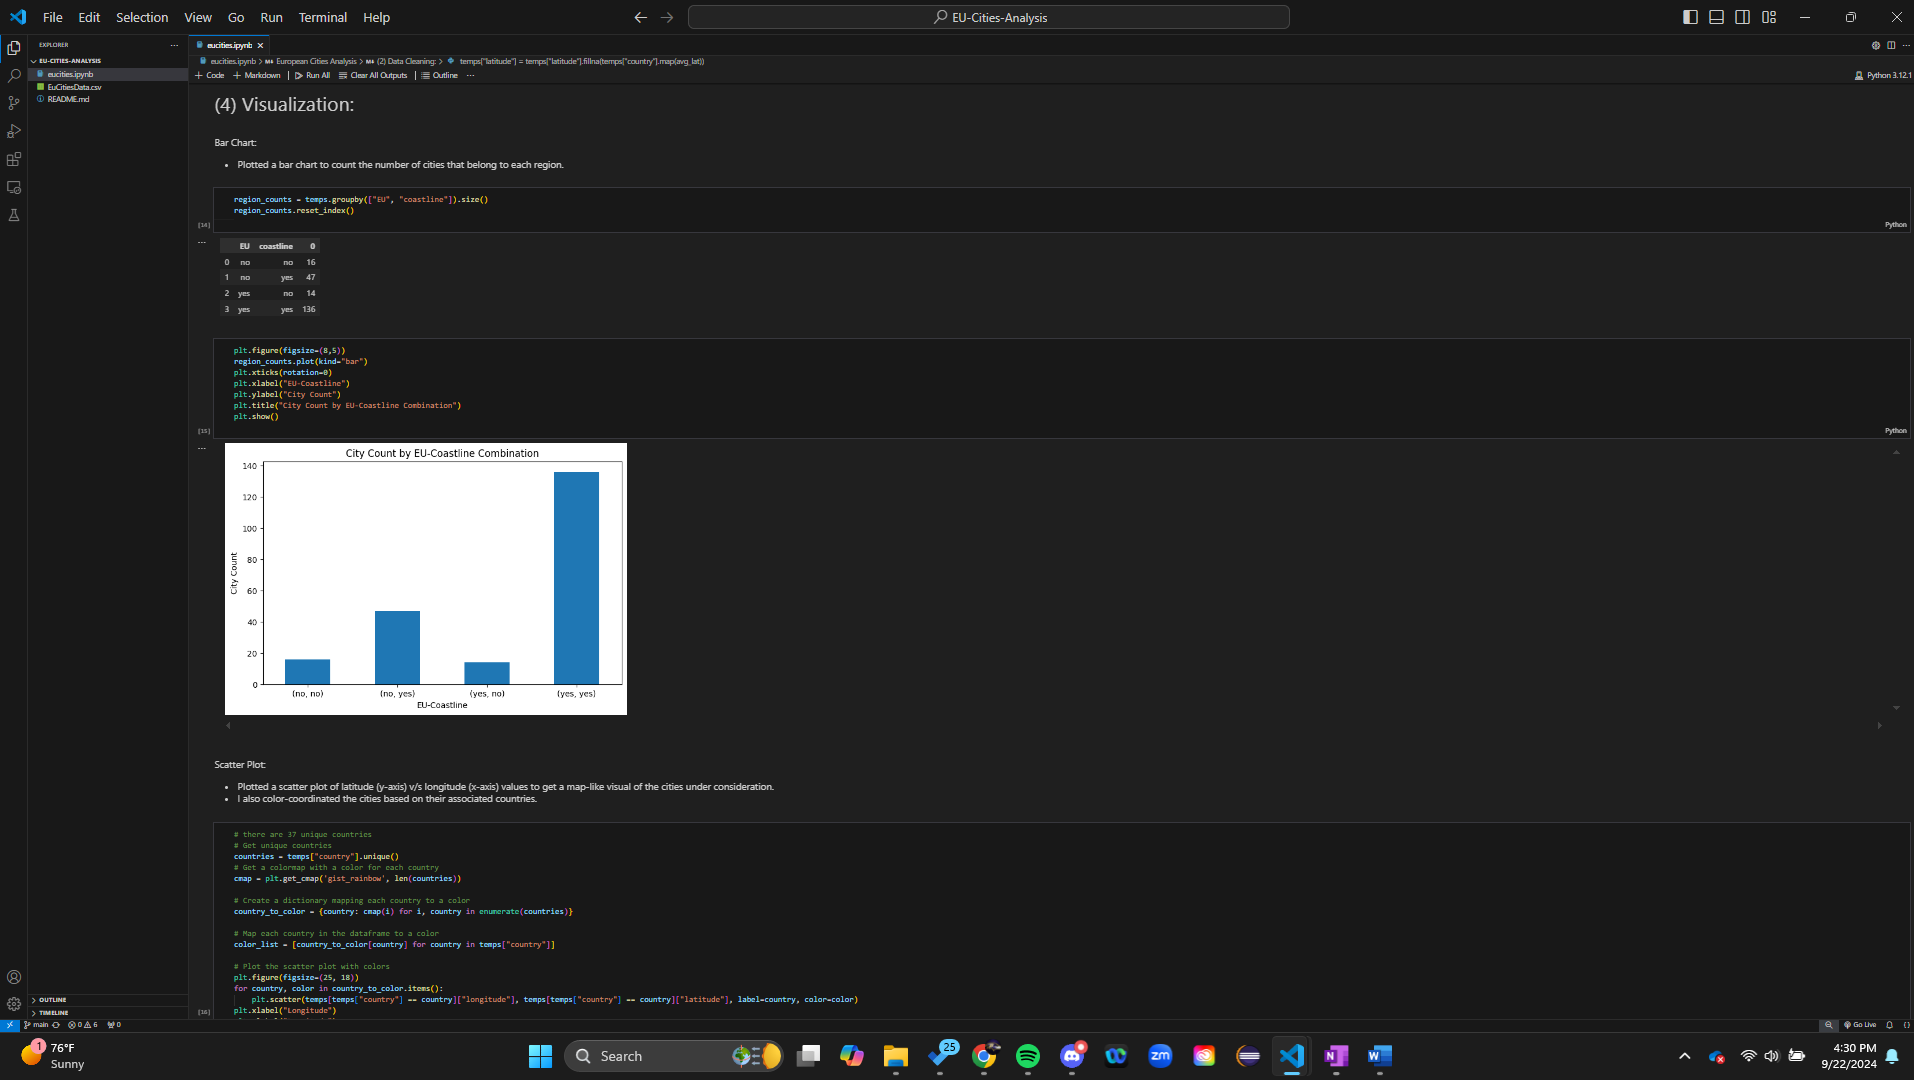 File Edit Selection View Go Run Terminal Help
EU-Cities-Analysis
EXPLORER
EU-CITIES-ANALYSIS
eucities.ipynb
EuCitiesData.csv
README.md
OUTLINE
TIMELINE
eucities.ipynb
eucities.ipynb > M↓ European Cities Analysis > M↓ (2) Data Cleaning: > temps["latitude"] = temps["latitude"].fillna(temps["country"].map(avg_lat))
+ Code + Markdown | Run All Clear All Outputs | Outline ...
Python 3.12.1
(4) Visualization:
Bar Chart:
• Plotted a bar chart to count the number of cities that belong to each region.
region_counts = temps.groupby(["EU", "coastline"]).size()
region_counts.reset_index()
[14]
Python
EU coastline 0
0 no no 16
1 no yes 47
2 yes no 14
3 yes yes 136
plt.figure(figsize=(8,5))
region_counts.plot(kind="bar")
plt.xticks(rotation=0)
plt.xlabel("EU-Coastline")
plt.ylabel("City Count")
plt.title("City Count by EU-Coastline Combination")
plt.show()
[15]
Python
City Count by EU-Coastline Combination
140
120
100
80
60
40
20
0
City Count
(no, no) (no, yes) (yes, no) (yes, yes)
EU-Coastline
Scatter Plot:
• Plotted a scatter plot of latitude (y-axis) v/s longitude (x-axis) values to get a map-like visual of the cities under consideration.
• I also color-coordinated the cities based on their associated countries.
# there are 37 unique countries
# Get unique countries
countries = temps["country"].unique()
# Get a colormap with a color for each country
cmap = plt.get_cmap('gist_rainbow', len(countries))
# Create a dictionary mapping each country to a color
country_to_color = {country: cmap(i) for i, country in enumerate(countries)}
# Map each country in the dataframe to a color
color_list = [country_to_color[country] for country in temps["country"]]
# Plot the scatter plot with colors
plt.figure(figsize=(25, 18))
for country, color in country_to_color.items():
plt.scatter(temps[temps["country"] == country]["longitude"], temps[temps["country"] == country]["latitude"], label=country, color=color)
plt.xlabel("Longitude")
[16]
main 0 6 0
Go Live
1
76°F
Sunny
Search
25
zm
N
W
4:30 PM
9/22/2024